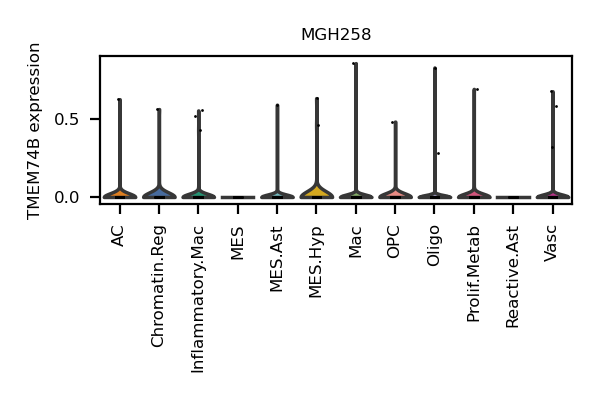 MGH258
TMEM74B expression
0.5
0.0
AC
Chromatin.Reg
Inflammatory.Mac
MES
MES.Ast
MES.Hyp
Mac
OPC
Oligo
Prolif.Metab
Reactive.Ast
Vasc